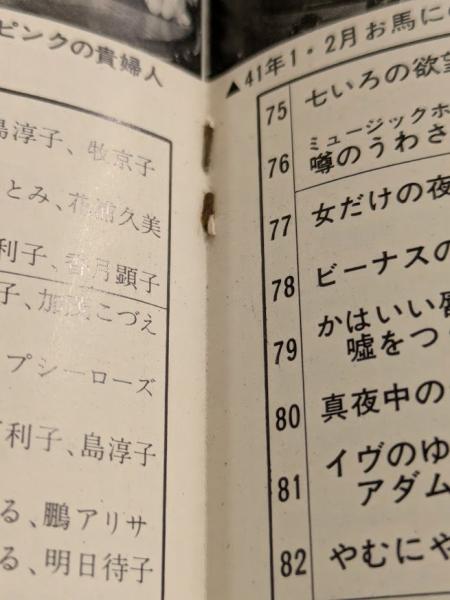 ピンクの貴婦人
島淳子、牧京子
とみ、花浦久美
利子、香月顕子
子、加茂こづえ
プシーローズ
利子、島淳子
る、鵬アリサ
る、明日待子
▲41年1・2月お馬に
75 七いろの欲望
ミュージックホ
76 噂のうわさ
77 女だけの夜
78 ビーナスの
79 かはいい
嘘をつ
80 真夜中の
81 イヴのゆ
アダム
82 やむにや